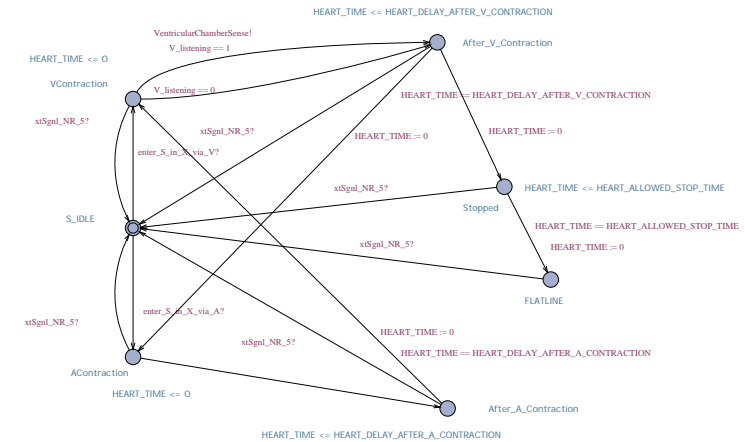 HEART_TIME <= HEART_DELAY_AFTER_V_CONTRACTION
VentricularChamberSense!
V_listening == 1
After_V_Contraction
HEART_TIME <= 0
VContraction
V_listening == 0
HEART_TIME == HEART_DELAY_AFTER_V_CONTRACTION
xtSgnl_NR_5?
xtSgnl_NR_5?
HEART_TIME := 0
HEART_TIME := 0
enter_S_in_X_via_V?
xtSgnl_NR_5?
HEART_TIME <= HEART_ALLOWED_STOP_TIME
Stopped
S_IDLE
HEART_TIME == HEART_ALLOWED_STOP_TIME
xtSgnl_NR_5?
HEART_TIME := 0
FLATLINE
enter_S_in_X_via_A?
xtSgnl_NR_5?
HEART_TIME := 0
xtSgnl_NR_5?
HEART_TIME == HEART_DELAY_AFTER_A_CONTRACTION
AContraction
HEART_TIME <= 0
After_A_Contraction
HEART_TIME <= HEART_DELAY_AFTER_A_CONTRACTION